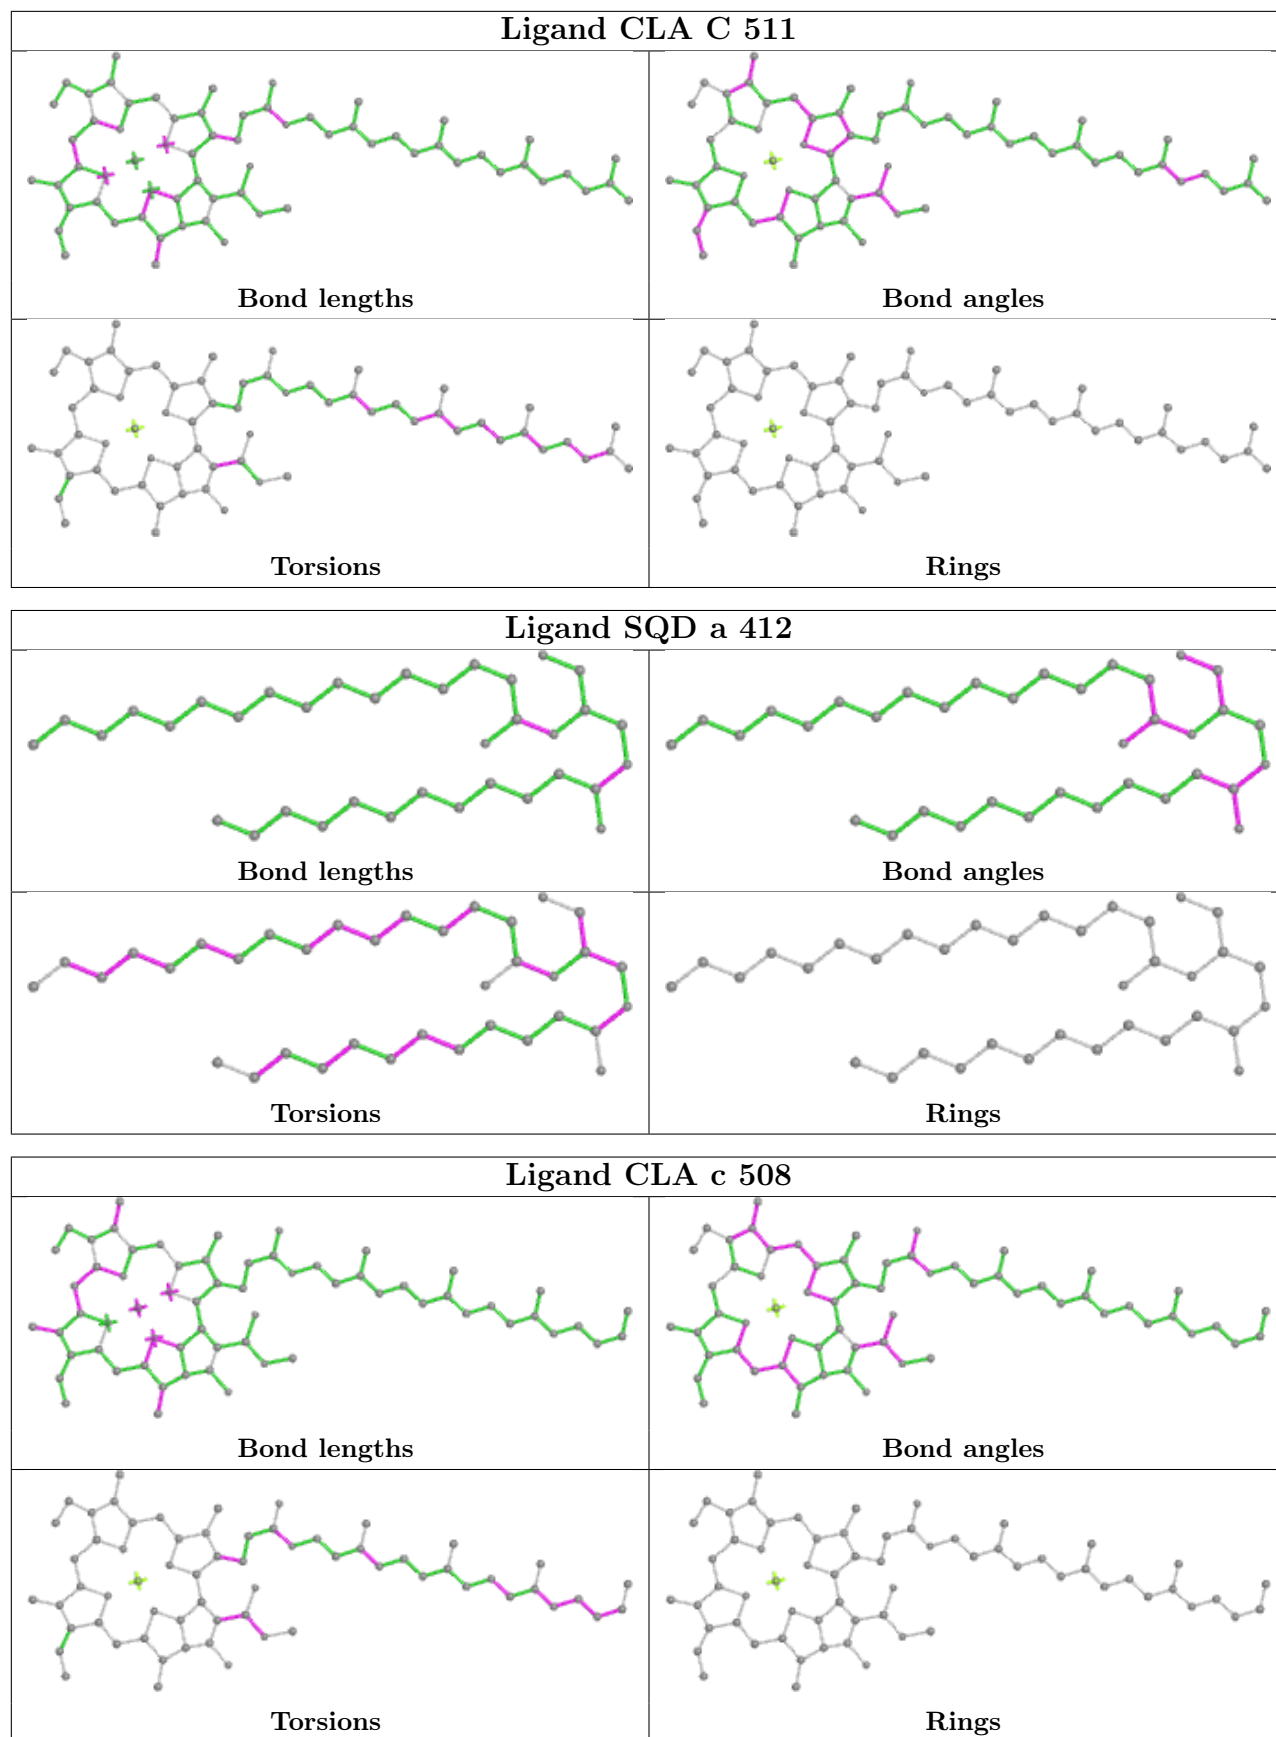 Ligand CLA C 511
Bond lengths
Bond angles
Torsions
Rings
Ligand SQD a 412
Bond lengths
Bond angles
Torsions
Rings
Ligand CLA c 508
Bond lengths
Bond angles
Torsions
Rings